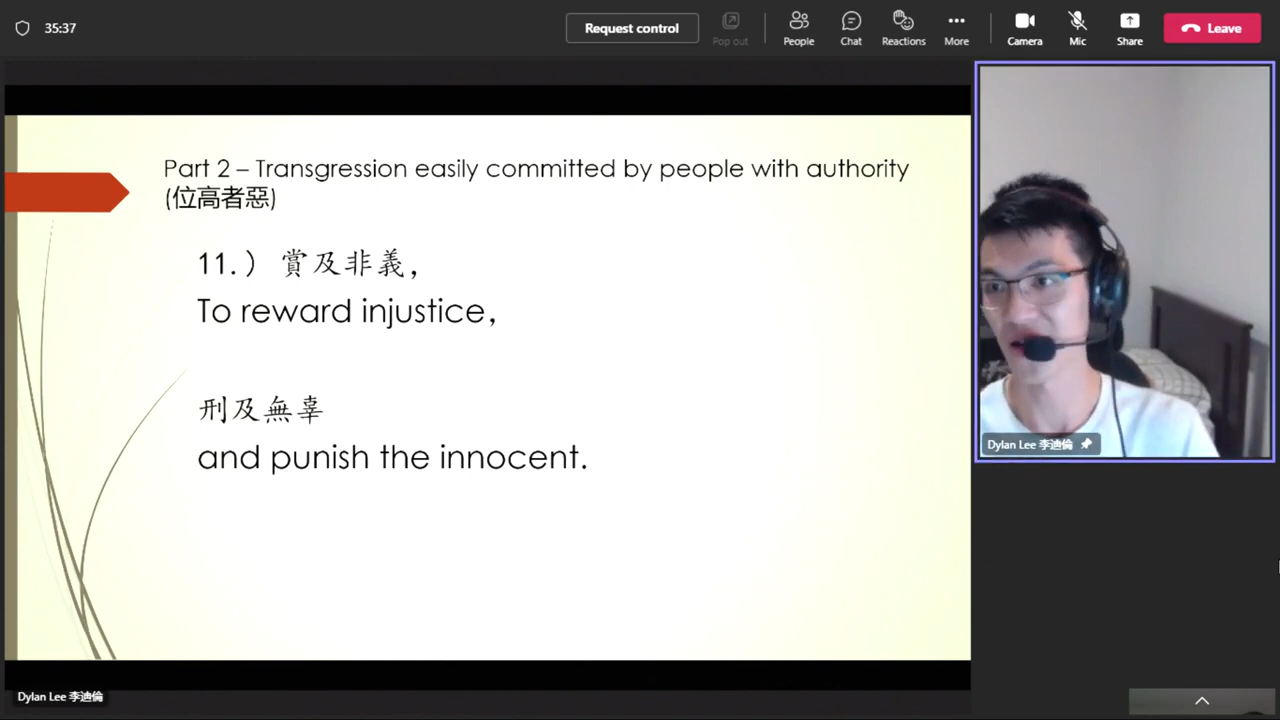 35:37
Request control
Pop out
People
Chat
Reactions
More
Camera
Mic
Share
Leave
Part 2 – Transgression easily committed by people with authority
(位高者惡)
11.）賞及非義，
To reward injustice,
刑及無辜
and punish the innocent.
Dylan Lee 李迪倫
Dylan Lee 李迪倫